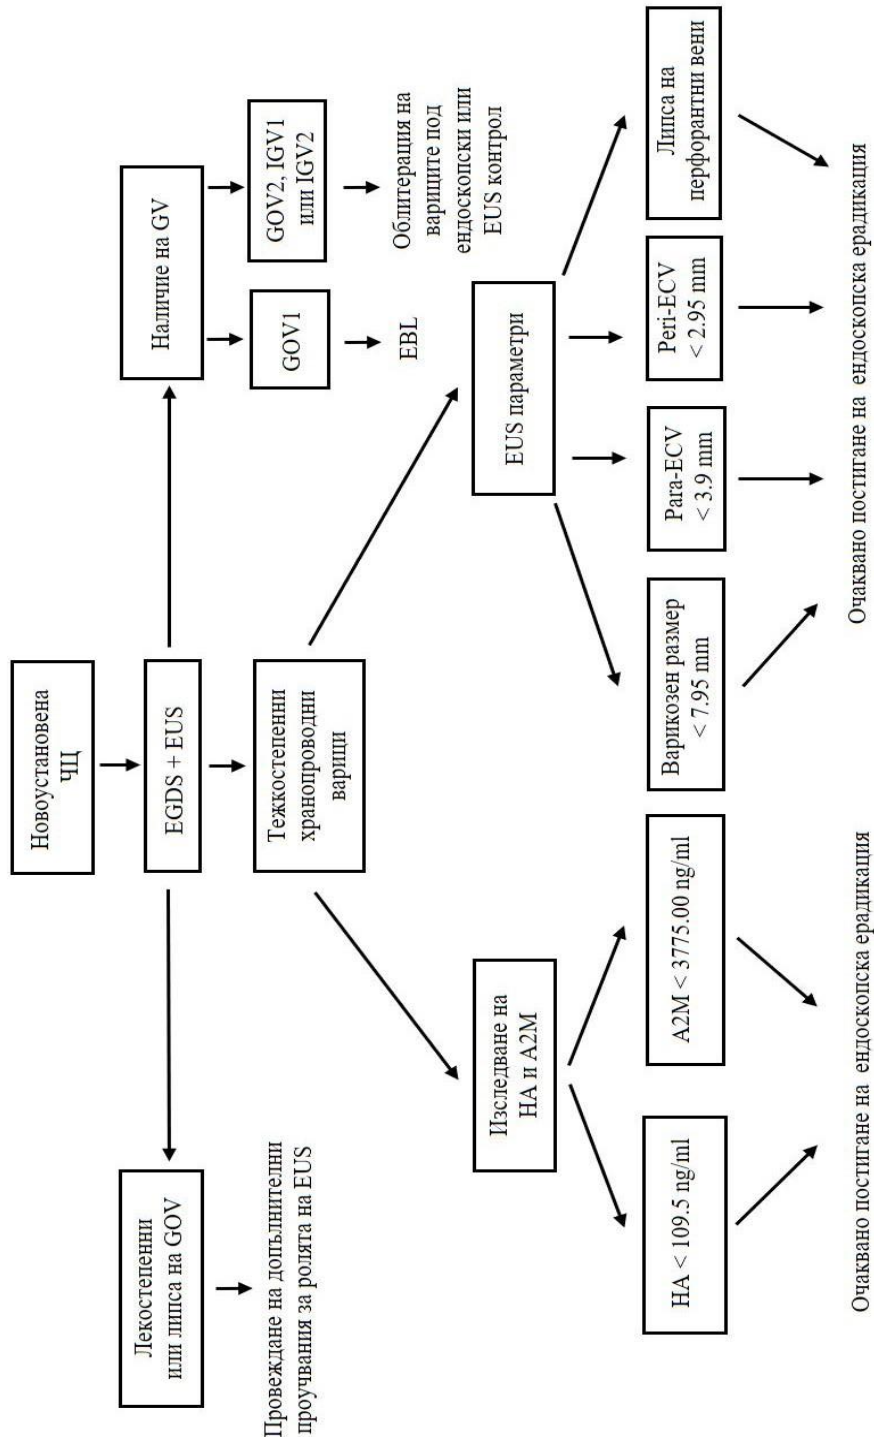 Новоустановена
ЧЦ
EGDS + EUS
Лекостепенни
или липса на GOV
Провеждане на допълнителни
проучвания за ролята на EUS
Тежкостепенни
хранопроводни
варици
Наличие на GV
GOV1
EBL
GOV2, IGV1
или IGV2
Облитерация на
вариците под
ендоскопски или
EUS контрол
Изследване на
HA и A2M
HA < 109.5 ng/ml
A2M < 3775.00 ng/ml
Очаквано постигане на ендоскопска ерадикация
EUS параметри
Варикозен размер
< 7.95 mm
Para-ECV
< 3.9 mm
Peri-ECV
< 2.95 mm
Липса на
перфорантни вени
Очаквано постигане на ендоскопска ерадикация